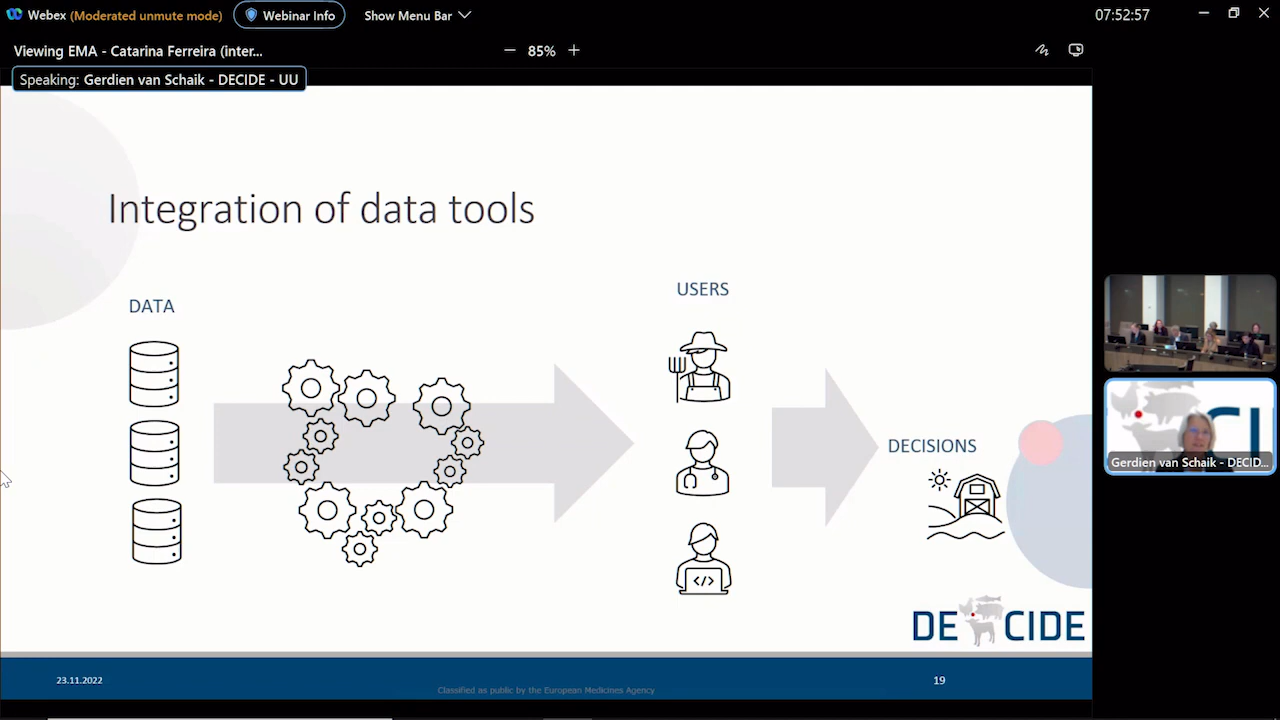 Webex (Moderated unmute mode) Webinar Info Show Menu Bar 07:52:57
Viewing EMA - Catarina Ferreira (inter... 85%
Speaking: Gerdien van Schaik - DECIDE - UU
Integration of data tools
DATA
USERS
DECISIONS
</>
DECIDE
23.11.2022
Classified as public by the European Medicines Agency
19
CI
Gerdien van Schaik - DECID...